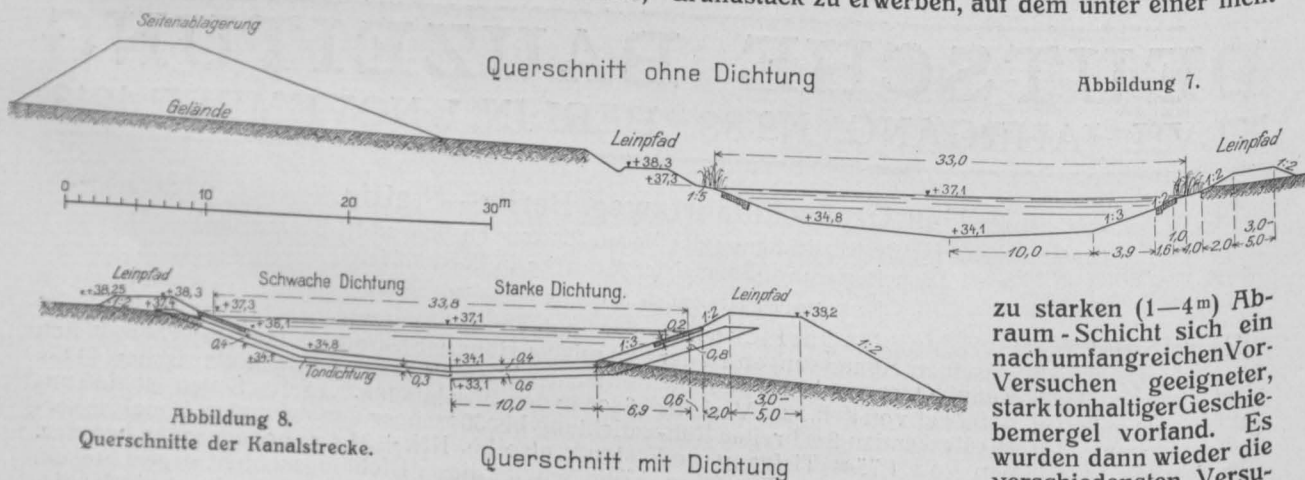 Grundstück zu erwerben, auf dem unter einer
Seitenablagerung
Querschnitt ohne Dichtung
Abbildung 7.
Gelände
Leinpfad
Leinpfad
+38,3
33,0
1:2
1:2
+37,3
+37,1
0 10 20 30 m
1:5
+34,8
1:3
+34,1
10,0
3,9
1,6
1,0
1,0
2,0
3,0-
5,0
Leinpfad
Schwache Dichtung
Starke Dichtung.
Leinpfad
+38,25
+38,3
33,8
1:2
+37,3
+37,1
0,2
1:2
+38,2
+36,1
1:3
0,4
+34,8
+34,1
0,4
0,8
1:2
Tondichtung
0,3
+33,1
0,6
10,0
6,9
0,6
2,0
3,0-
5,0
Abbildung 8.
Querschnitte der Kanalstrecke.
Querschnitt mit Dichtung
zu starken (1—4 m) Ab-
raum-Schicht sich ein
nach umfangreichen Vor-
Versuchen geeigneter,
stark tonhaltiger Geschie-
bemergel vorfand. Es
wurden dann wieder die
verschiedensten Versu-